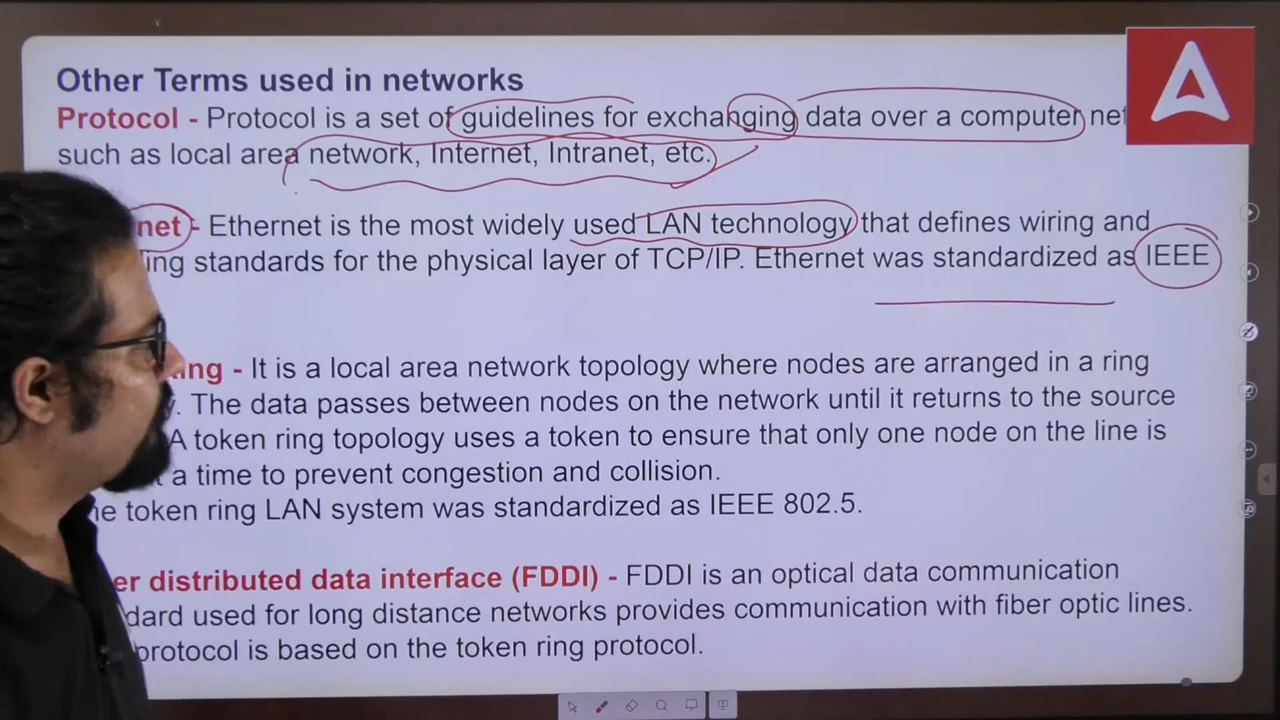 Other Terms used in networks
Protocol - Protocol is a set of guidelines for exchanging data over a computer net
such as local area network, Internet, Intranet, etc.
net - Ethernet is the most widely used LAN technology that defines wiring and
ing standards for the physical layer of TCP/IP. Ethernet was standardized as IEEE
ing - It is a local area network topology where nodes are arranged in a ring
. The data passes between nodes on the network until it returns to the source
A token ring topology uses a token to ensure that only one node on the line is
a time to prevent congestion and collision.
he token ring LAN system was standardized as IEEE 802.5.
er distributed data interface (FDDI) - FDDI is an optical data communication
dard used for long distance networks provides communication with fiber optic lines.
protocol is based on the token ring protocol.